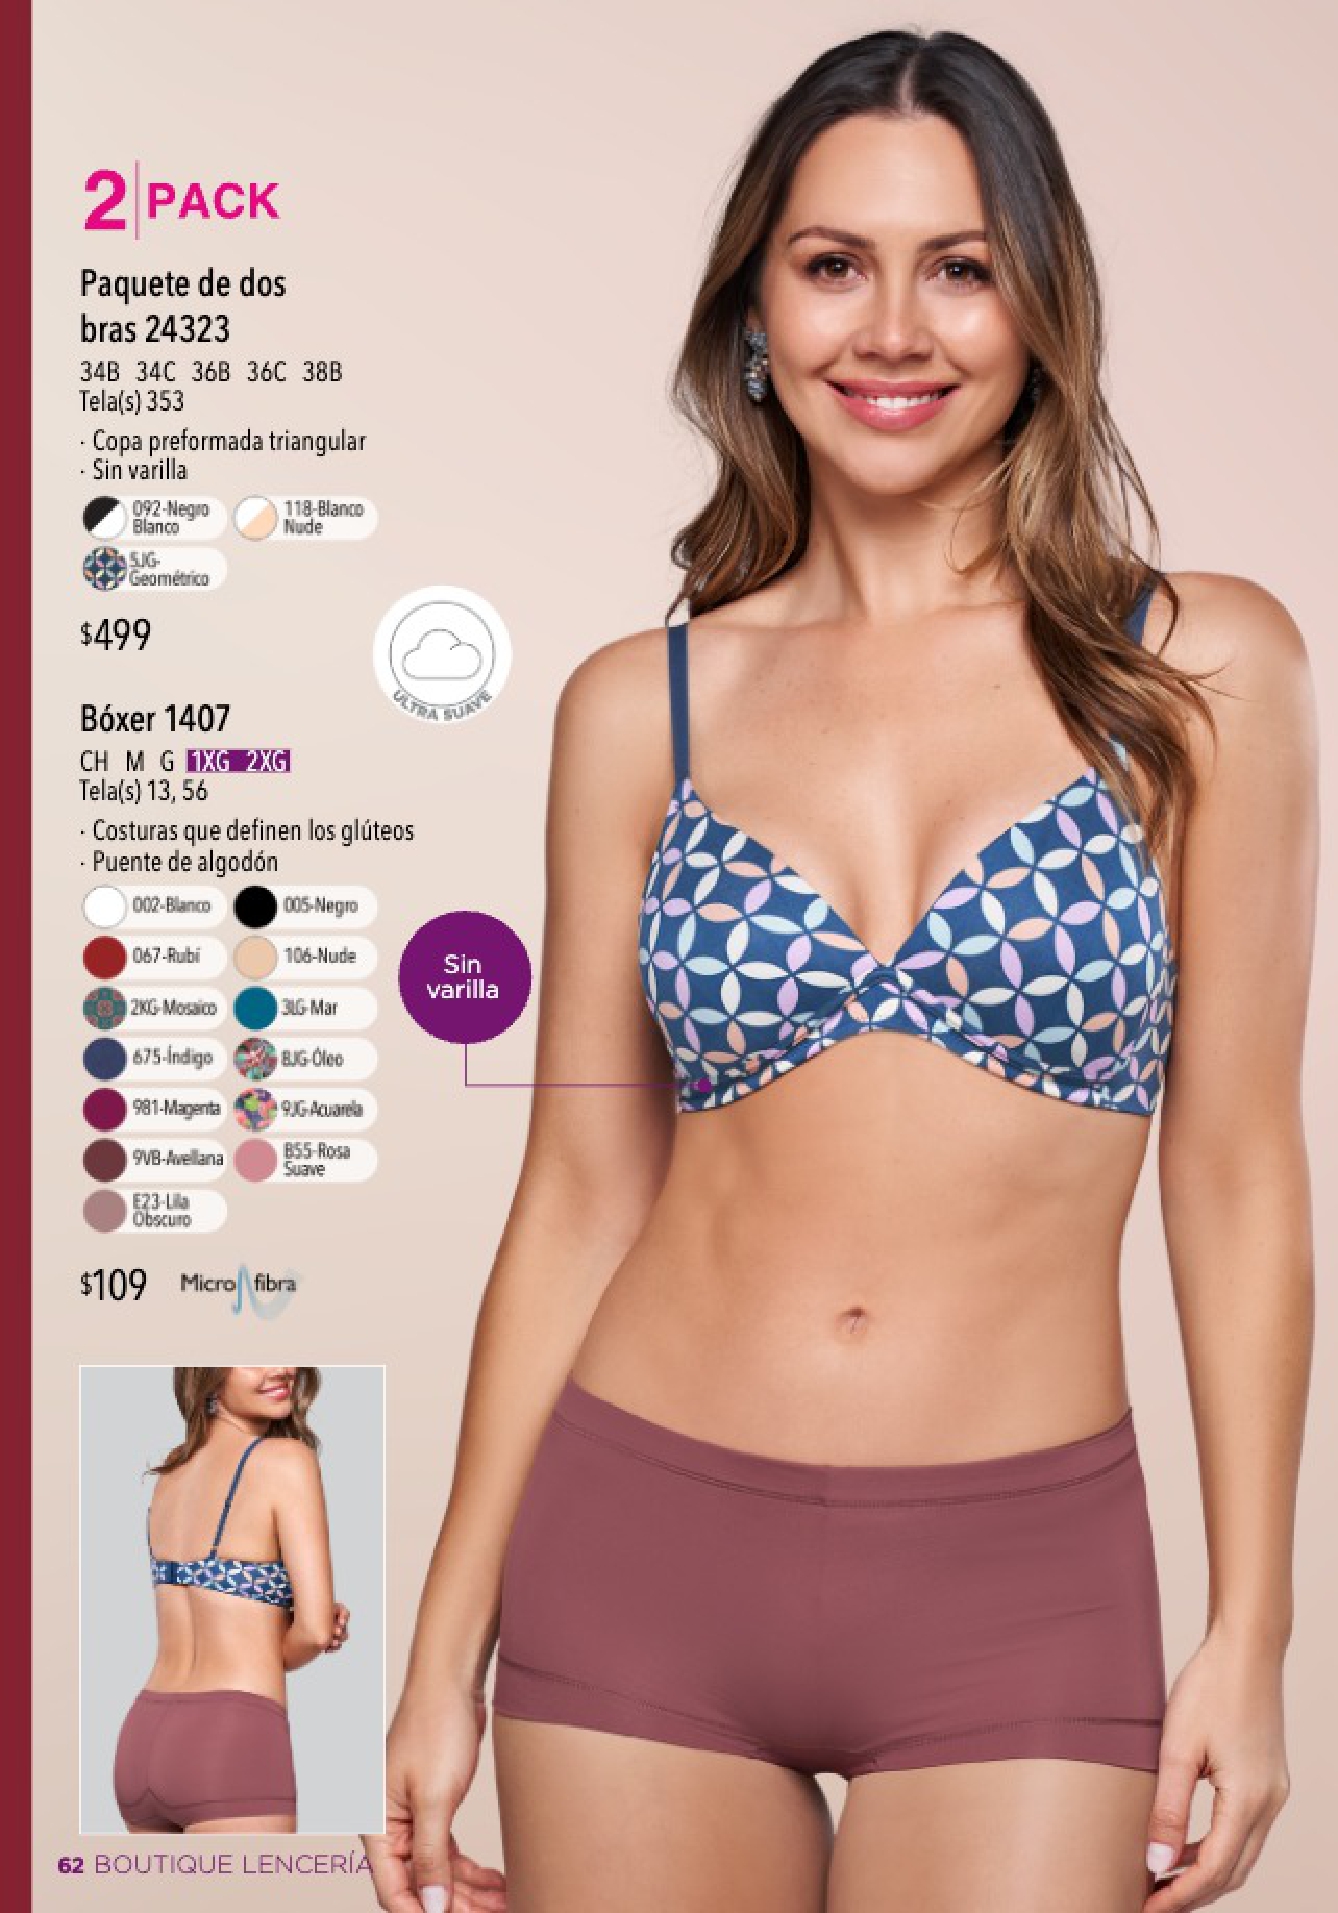 2 PACK
Paquete de dos
bras 24323
34B 34C 36B 36C 38B
Tela(s) 353
· Copa preformada triangular
· Sin varilla
092-Negro
Blanco
118-Blanco
Nude
5JG-
Geométrico
$499
ULTRA SUAVE
Bóxer 1407
CH M G 1XG 2XG
Tela(s) 13, 56
· Costuras que definen los glúteos
· Puente de algodón
002-Blanco
005-Negro
067-Rubí
106-Nude
2KG-Mosaico
3LG-Mar
675-Índigo
8JG-Óleo
981-Magenta
9JG-Acuarela
9VB-Avellana
B55-Rosa
Suave
E23-Lila
Obscuro
Sin
varilla
$109
Micro fibra
62 BOUTIQUE LENCERÍA